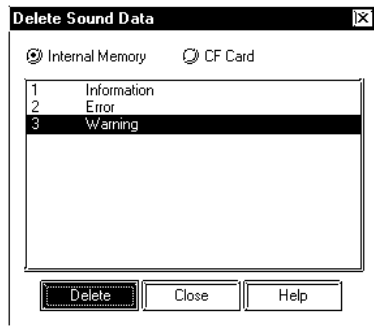 Delete Sound Data
Internal Memory CF Card
1 Information
2 Error
3 Warning
Delete Close Help